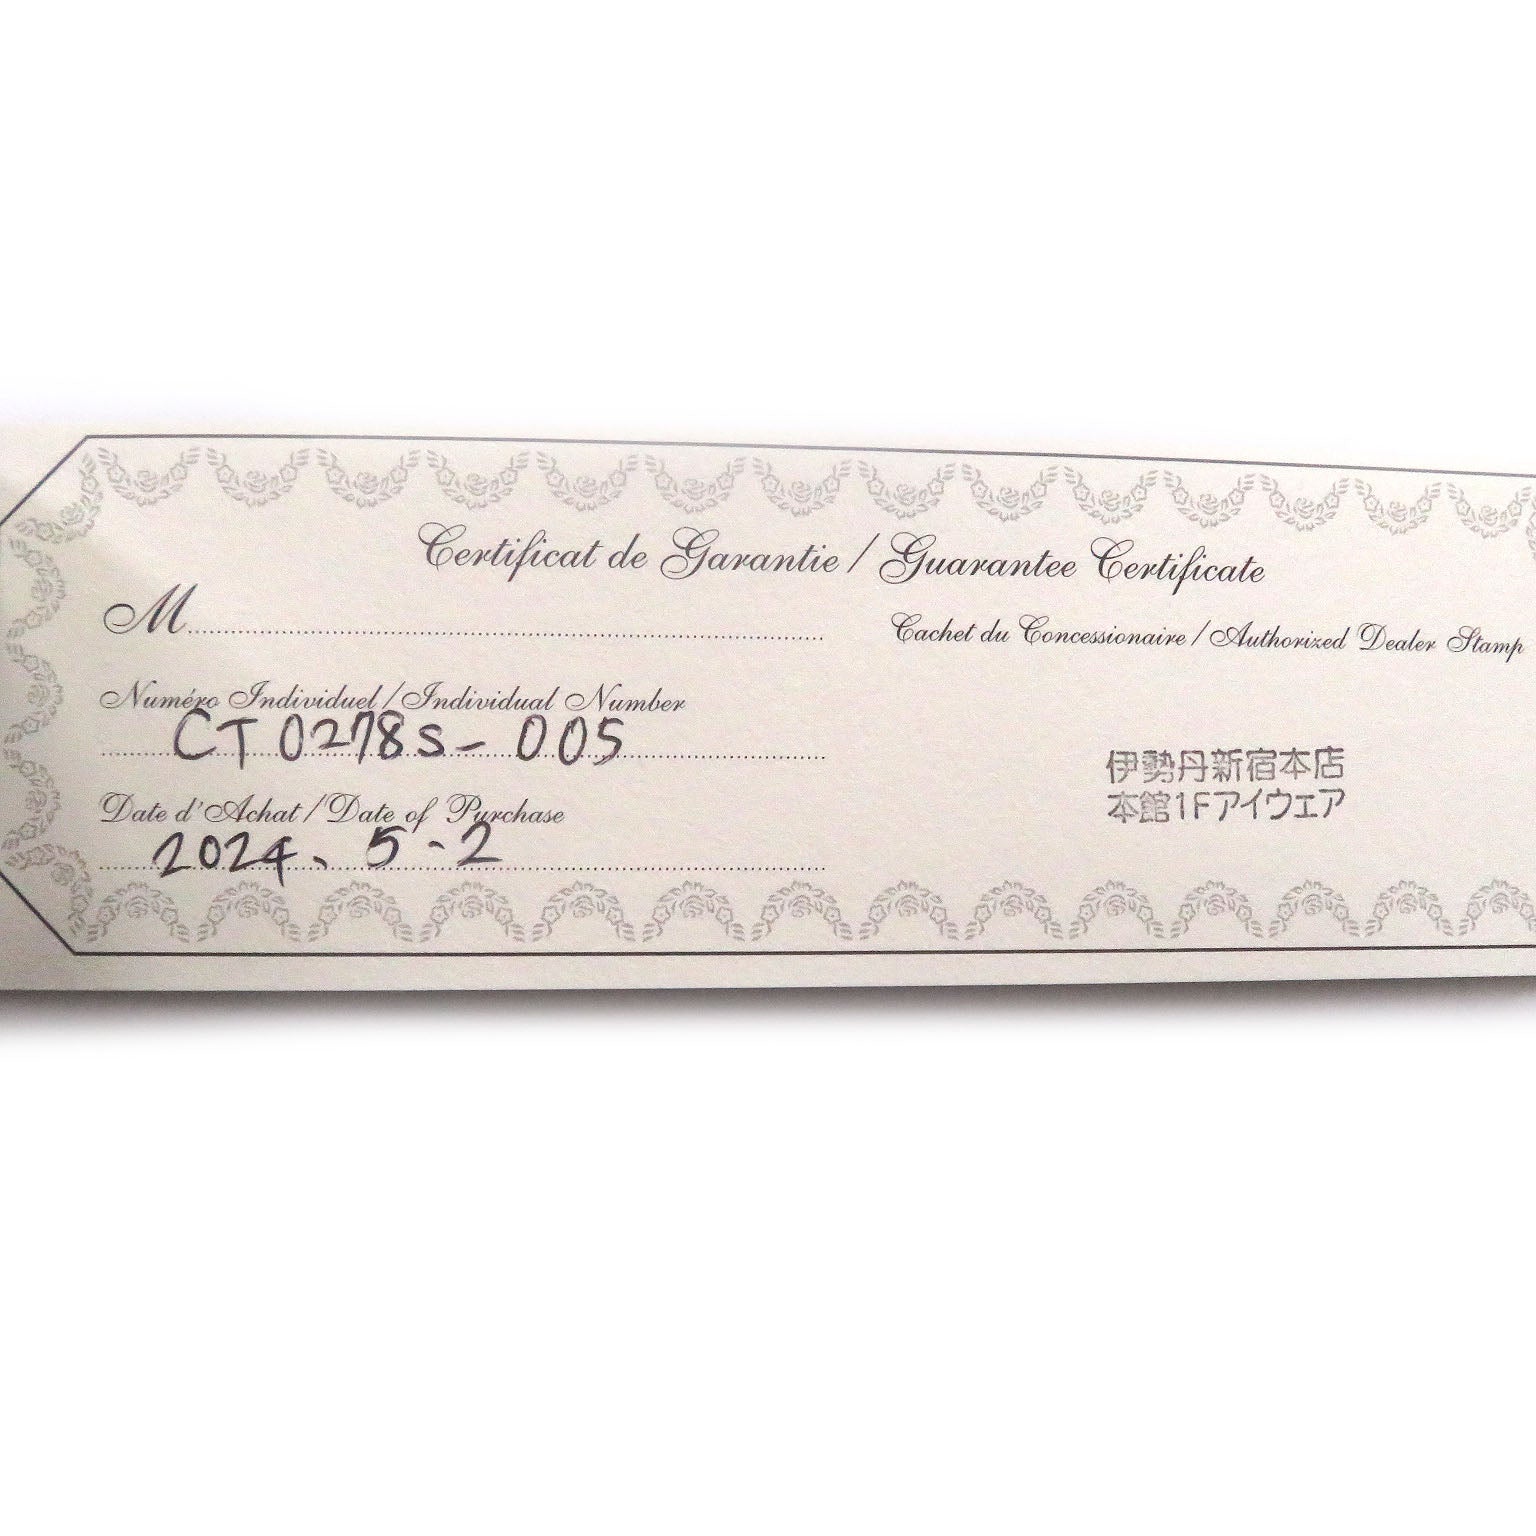 Certificat de Garantie / Guarantee Certificate
M
Numéro Individuel / Individual Number
CT0278S-005
Date d'Achat / Date of Purchase
2024、5-2
Cachet du Concessionaire / Authorized Dealer Stamp
伊勢丹新宿本店
本館1Fアイウェア